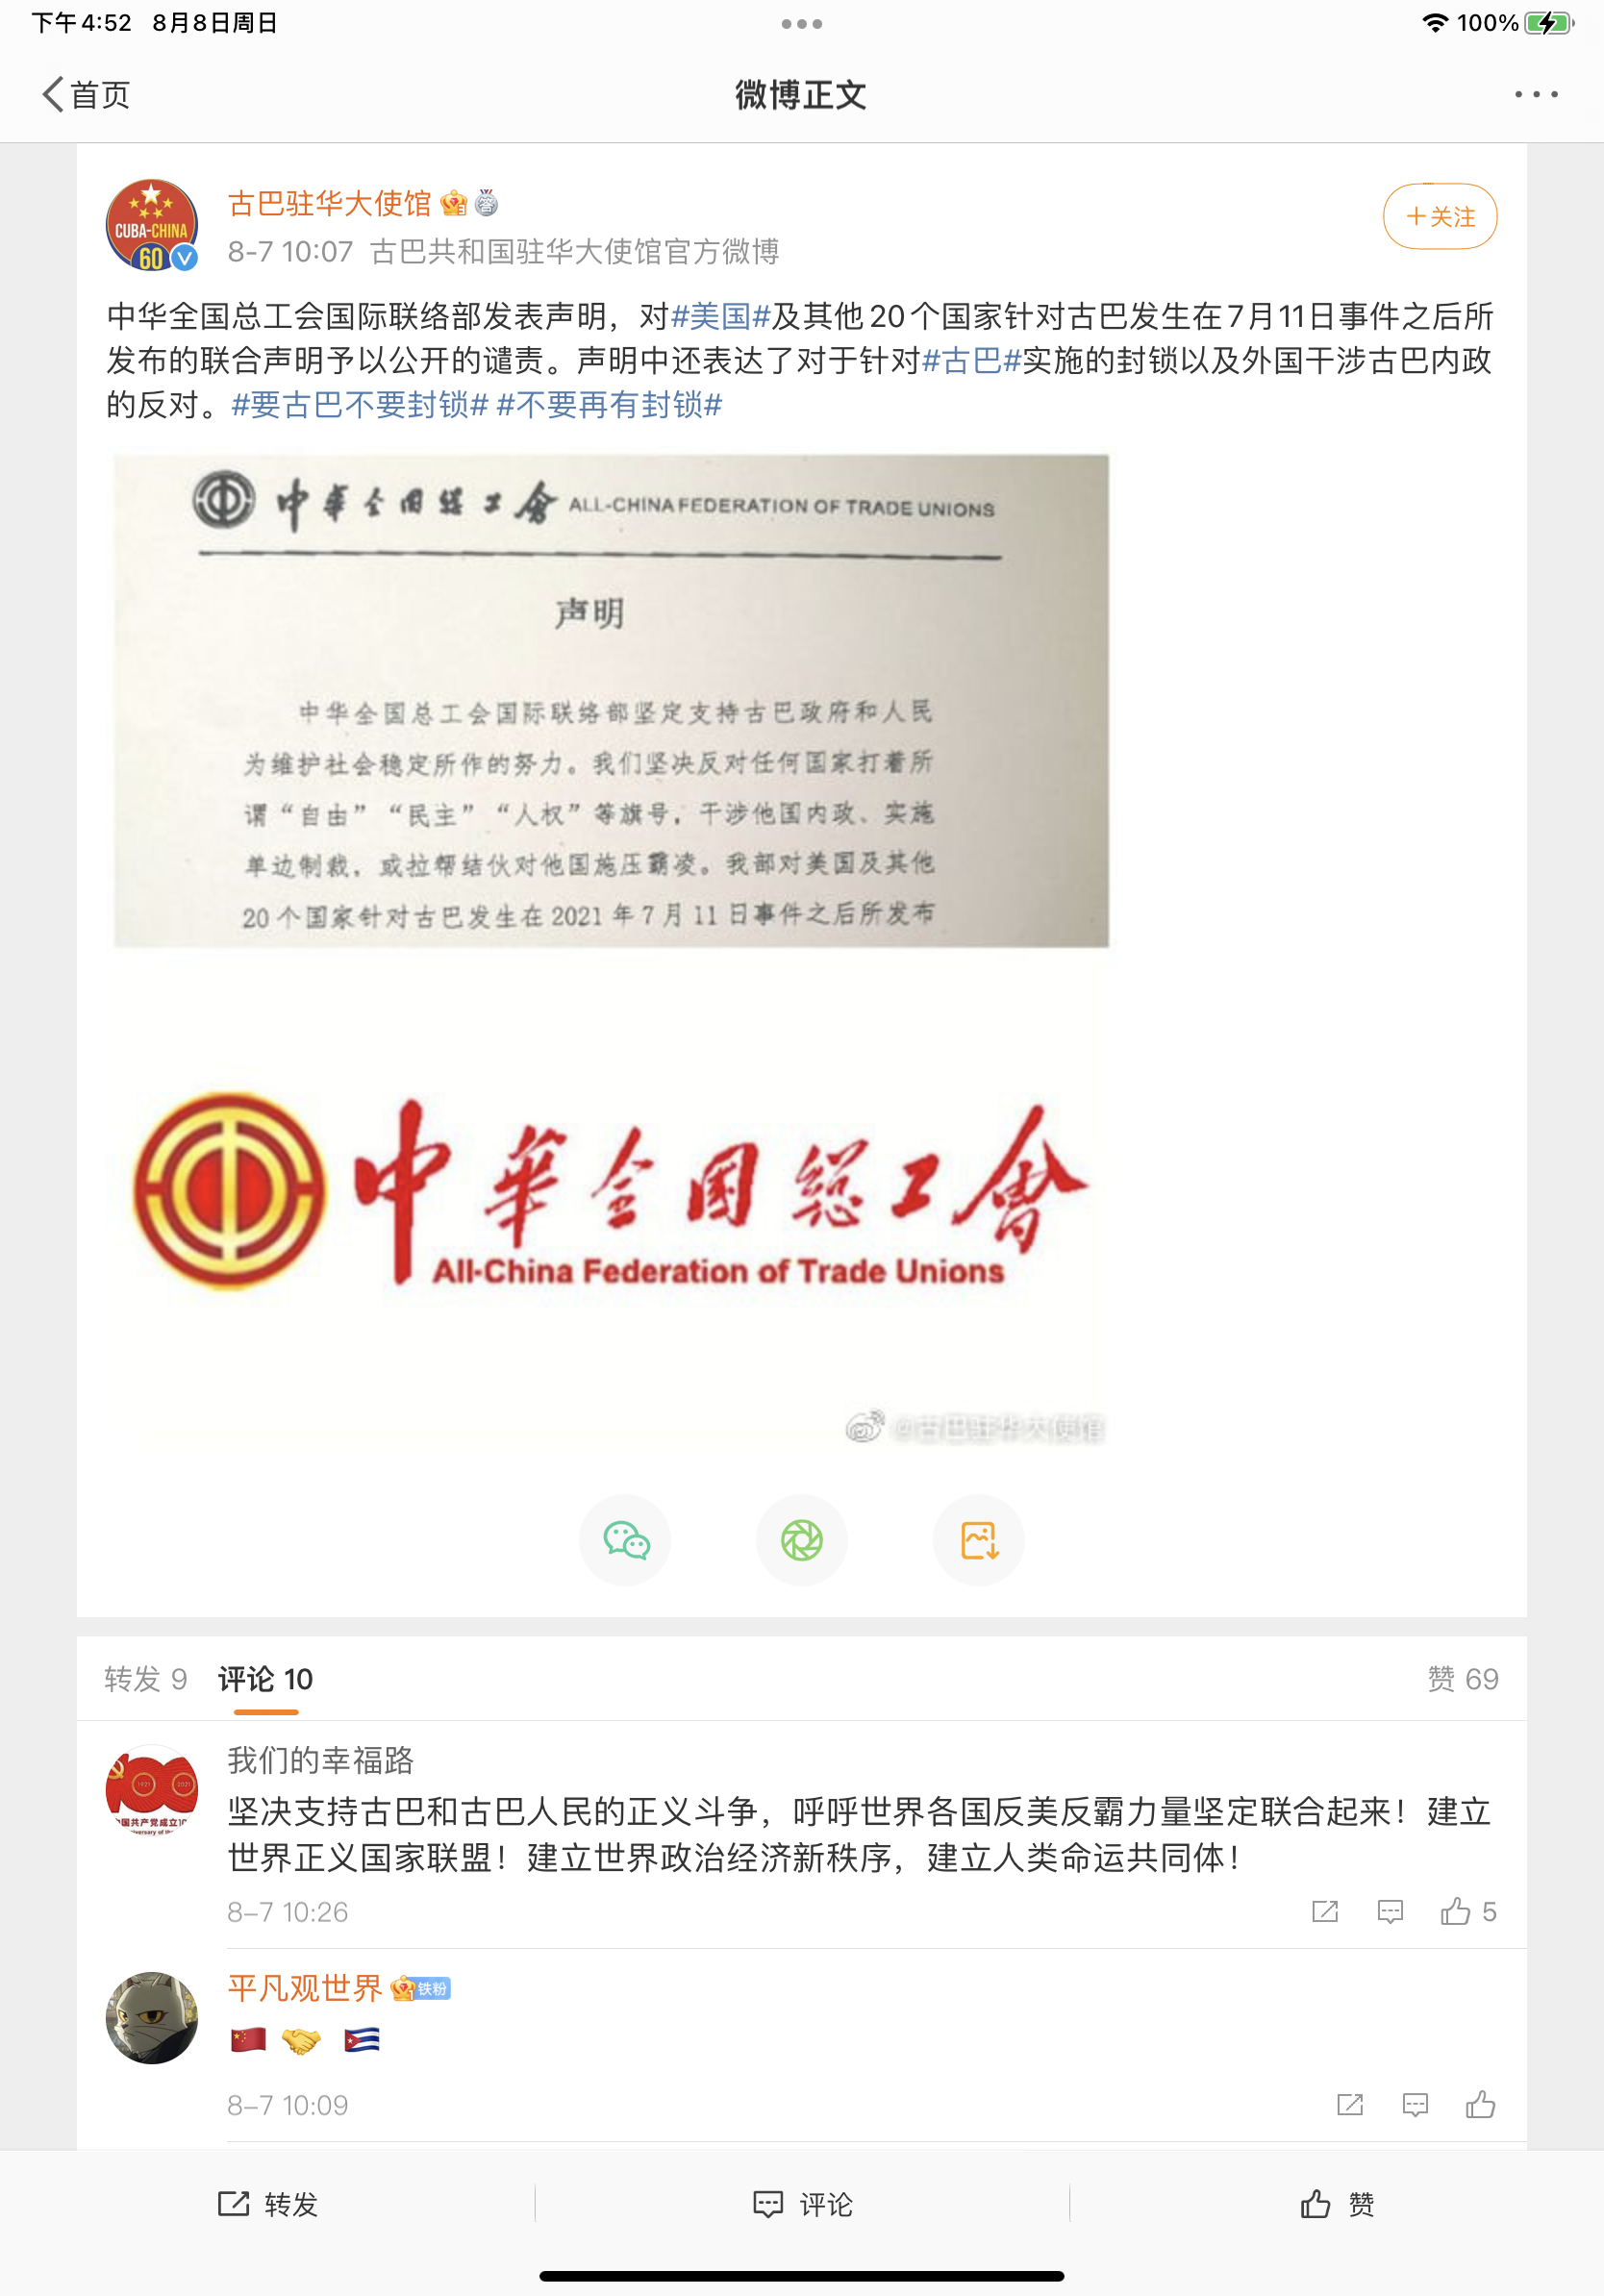 下午4:52 8月8日周日
100%
首页
微博正文
CUBA-CHINA
60
古巴驻华大使馆
答
8-7 10:07 古巴共和国驻华大使馆官方微博
+关注
中华全国总工会国际联络部发表声明，对#美国#及其他20个国家针对古巴发生在7月11日事件之后所
发布的联合声明予以公开的谴责。声明中还表达了对于针对#古巴#实施的封锁以及外国干涉古巴内政
的反对。#要古巴不要封锁# #不要再有封锁#
中華全国総工會 ALL-CHINA FEDERATION OF TRADE UNIONS
声明
中华全国总工会国际联络部坚定支持古巴政府和人民
为维护社会稳定所作的努力。我们坚决反对任何国家打着所
谓“自由”“民主”“人权”等旗号，干涉他国内政、实施
单边制裁，或拉帮结伙对他国施压霸凌。我部对美国及其他
20个国家针对古巴发生在2021年7月11日事件之后所发布
中華全国総工會
All-China Federation of Trade Unions
@古巴驻华大使馆
转发 9 评论 10
赞 69
1921 2021
国共产党成立10
我们的幸福路
坚决支持古巴和古巴人民的正义斗争，呼呼世界各国反美反霸力量坚定联合起来！建立
世界正义国家联盟！建立世界政治经济新秩序，建立人类命运共同体！
8-7 10:26
5
平凡观世界 铁粉
8-7 10:09
转发
评论
赞